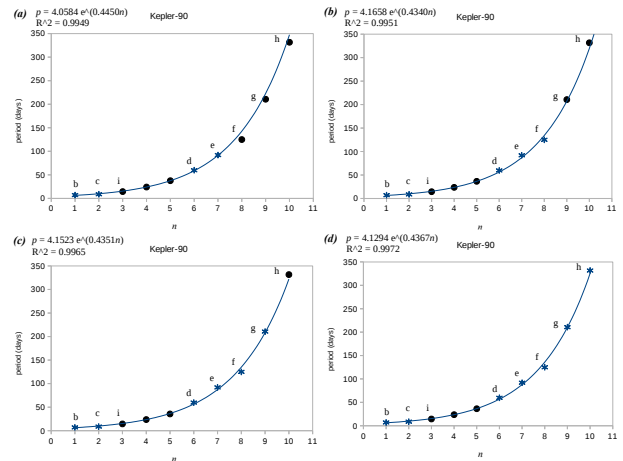 (a) p = 4.0584 e^(0.4450n)
R^2 = 0.9949
Kepler-90
350
300
250
200
150
100
50
0
period (days)
b c i d e f g h
0 1 2 3 4 5 6 7 8 9 10 11
n
(b) p = 4.1658 e^(0.4340n)
R^2 = 0.9951
Kepler-90
350
300
250
200
150
100
50
0
period (days)
b c i d e f g h
0 1 2 3 4 5 6 7 8 9 10 11
n
(c) p = 4.1523 e^(0.4351n)
R^2 = 0.9965
Kepler-90
350
300
250
200
150
100
50
0
period (days)
b c i d e f g h
0 1 2 3 4 5 6 7 8 9 10 11
n
(d) p = 4.1294 e^(0.4367n)
R^2 = 0.9972
Kepler-90
350
300
250
200
150
100
50
0
period (days)
b c i d e f g h
0 1 2 3 4 5 6 7 8 9 10 11
n